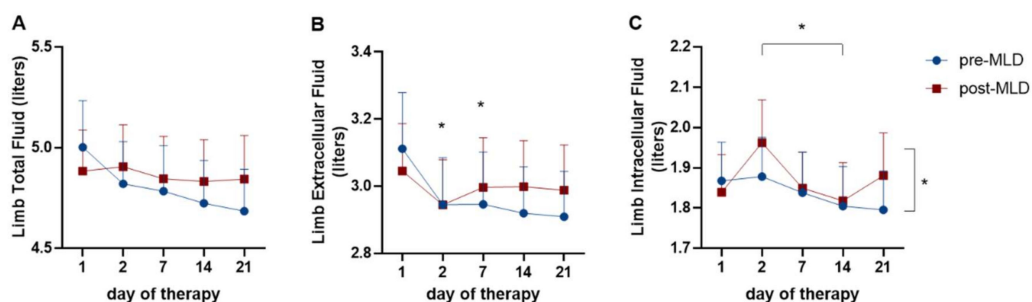 A
Limb Total Fluid (liters)
5.5
5.0
4.5
1 2 7 14 21
day of therapy
B
Limb Extracellular Fluid
(liters)
3.4
3.2
3.0
2.8
* *
1 2 7 14 21
day of therapy
C
Limb Intracellular Fluid
(liters)
2.2
2.1
2.0
1.9
1.8
1.7
*
*
1 2 7 14 21
day of therapy
pre-MLD
post-MLD